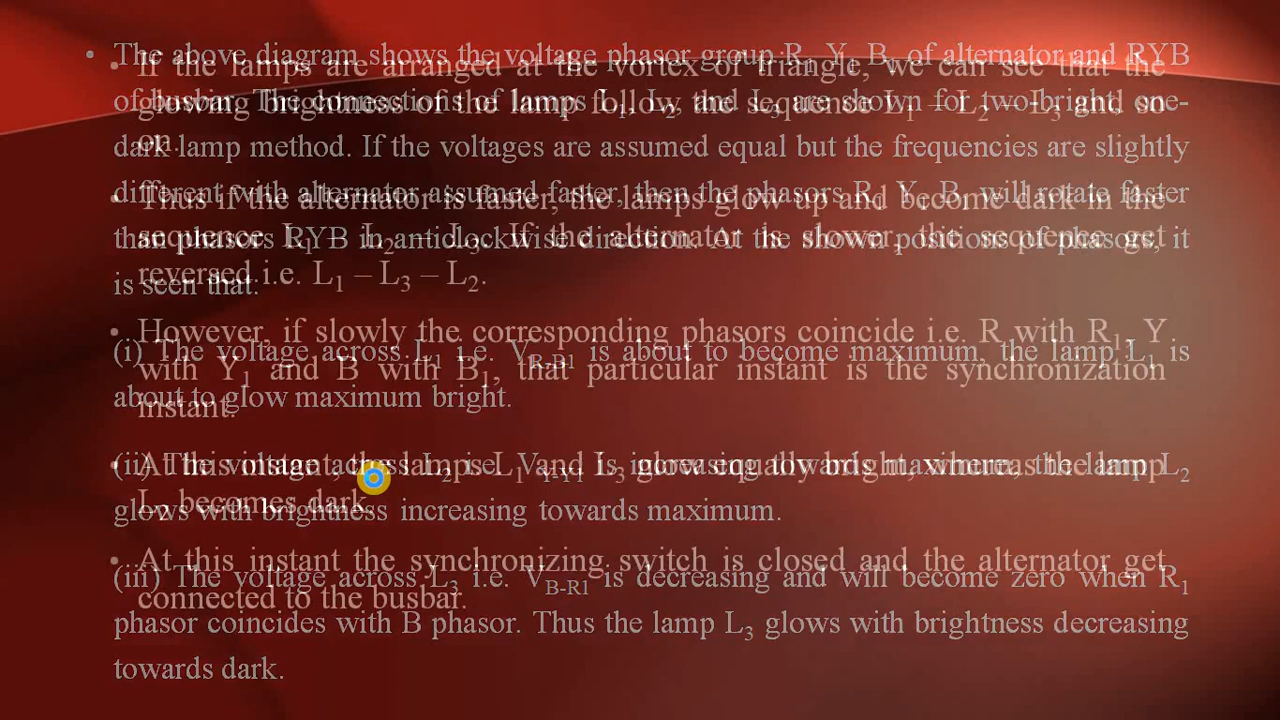 • The above diagram shows the voltage phasor group R₁ Y₁ B₁ of alternator and RYB
of busbar. The connections of lamps L₁, L₂, and L₃ are shown for two bright, one-
dark lamp method. If the voltages are assumed equal but the frequencies are slightly
different with alternator assumed faster, then the phasors R₁ Y₁ B₁ will rotate faster
than phasors RYB in anticlockwise direction. At the shown positions of phasors, it
is seen that:
(i) The voltage across L₁ i.e. V_R-B1 is about to become maximum, the lamp L₁ is
about to glow maximum bright.
(ii) The voltage across L₂ i.e. V_Y-Y1 is increasing towards maximum, the lamp L₂
glows with brightness increasing towards maximum.
(iii) The voltage across L₃ i.e. V_B-R1 is decreasing and will become zero when R₁
phasor coincides with B phasor. Thus the lamp L₃ glows with brightness decreasing
towards dark.
• If the lamps are arranged at the vortex of triangle, we can see that the
glowing brightness of the lamp follow the sequence L₁ – L₂ – L₃ and so
on.
• Thus if the alternator is faster, the lamps glow up and become dark in the
sequence L₁ – L₂ – L₃. If the alternator is slower, the sequence get
reversed i.e. L₁ – L₃ – L₂.
• However, if slowly the corresponding phasors coincide i.e. R with R₁, Y
with Y₁ and B with B₁, that particular instant is the synchronization
instant.
• At this instant, the lamps L₁ and L₃ glow equally bright, whereas the lamp
L₂ becomes dark.
• At this instant the synchronizing switch is closed and the alternator get
connected to the busbar.